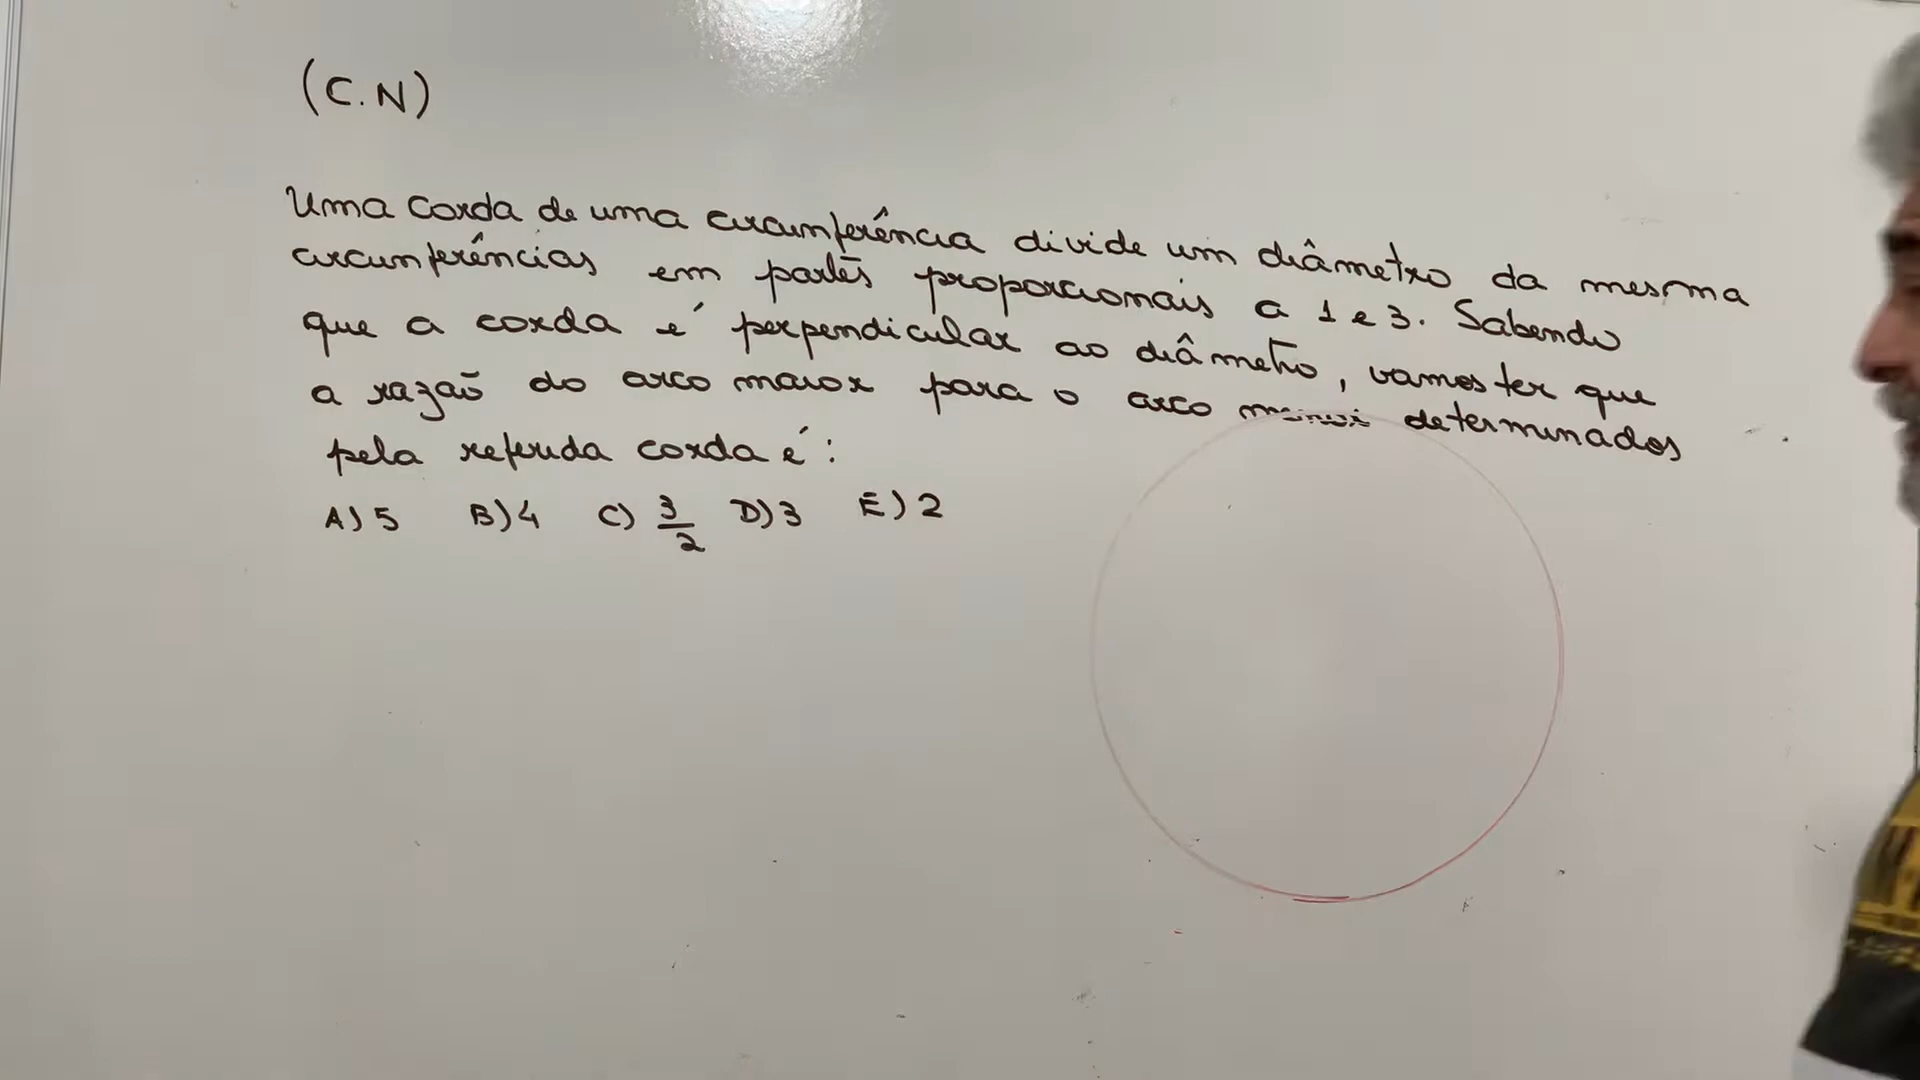 (C.N)
Uma corda de uma circunferência divide um diâmetro da mesma
circunferências em partes proporcionais a 1 e 3. Sabendo
que a corda é perpendicular ao diâmetro, vamos ter que
a razão do arco maior para o arco menor determinados
pela referida corda é:
A) 5 B) 4 C) 3/2 D) 3 E) 2